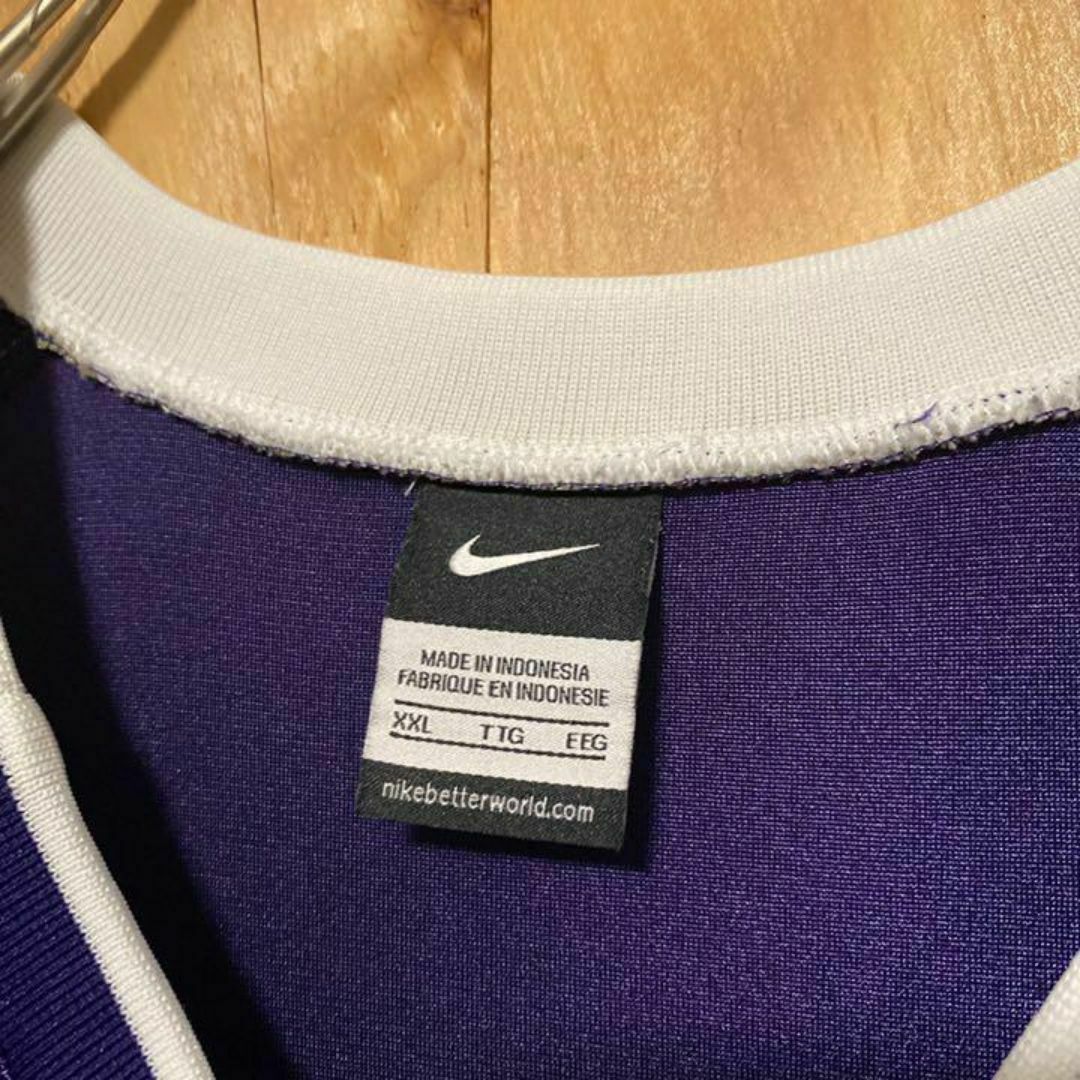 MADE IN INDONESIA
FABRIQUE EN INDONESIE
XXL TTG EEG
nikebetterworld.com